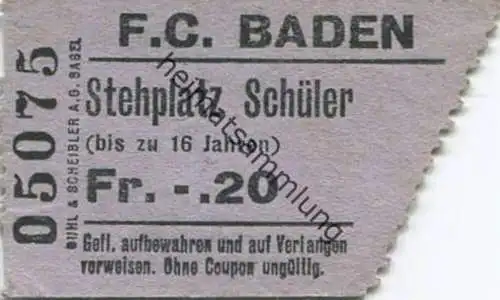 F.C. BADEN
Stehplatz Schüler
(bis zu 16 Jahren)
Fr. -.20
Gefl. aufbewahren und auf Verlangen
vorweisen. Ohne Coupon ungültig.
05075
BÜHL & SCHEIBLER A.G. BASEL
heimatsammlung